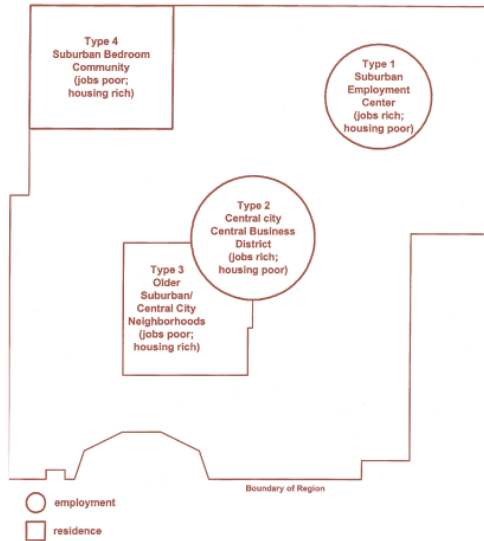 Type 4
Suburban Bedroom
Community
(jobs poor;
housing rich)
Type 1
Suburban
Employment
Center
(jobs rich;
housing poor)
Type 2
Central city
Central Business
District
(jobs rich;
housing poor)
Type 3
Older
Suburban/
Central City
Neighborhoods
(jobs poor;
housing rich)
Boundary of Region
employment
residence